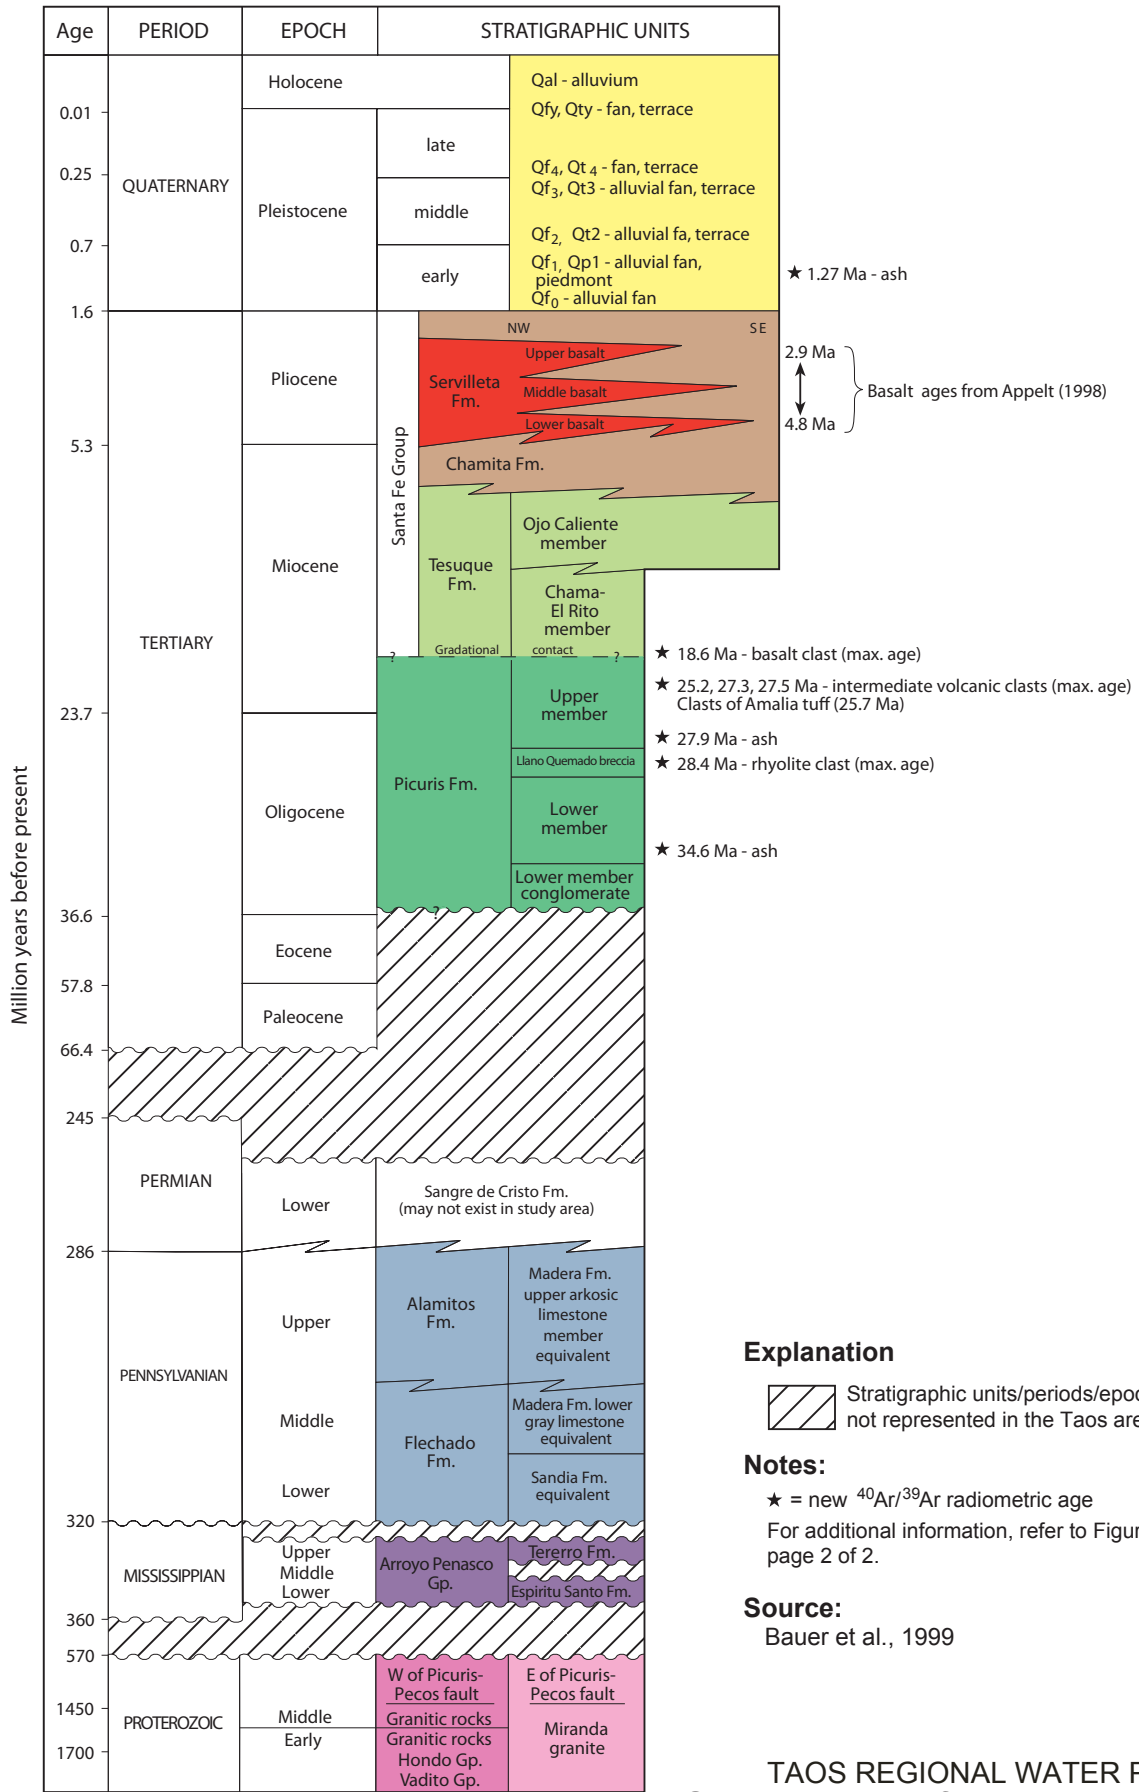 Age PERIOD EPOCH STRATIGRAPHIC UNITS
Million years before present
0.01
0.25
0.7
1.6
5.3
23.7
36.6
57.8
66.4
245
286
320
360
570
1450
1700
QUATERNARY
TERTIARY
PERMIAN
PENNSYLVANIAN
MISSISSIPPIAN
PROTEROZOIC
Holocene
Pleistocene
late
middle
early
Pliocene
Miocene
Oligocene
Eocene
Paleocene
Lower
Upper
Middle
Lower
Upper
Middle
Lower
Middle
Early
Qal - alluvium
Qfy, Qty - fan, terrace
Qf4, Qt 4 - fan, terrace
Qf3, Qt3 - alluvial fan, terrace
Qf2, Qt2 - alluvial fa, terrace
Qf1, Qp1 - alluvial fan,
piedmont
Qf0 - alluvial fan
★ 1.27 Ma - ash
NW SE
Santa Fe Group
Servilleta
Fm.
Upper basalt
Middle basalt
Lower basalt
2.9 Ma
4.8 Ma
Basalt ages from Appelt (1998)
Chamita Fm.
Tesuque
Fm.
Ojo Caliente
member
Chama-
El Rito
member
? Gradational contact ?
★ 18.6 Ma - basalt clast (max. age)
★ 25.2, 27.3, 27.5 Ma - intermediate volcanic clasts (max. age)
Clasts of Amalia tuff (25.7 Ma)
★ 27.9 Ma - ash
★ 28.4 Ma - rhyolite clast (max. age)
★ 34.6 Ma - ash
Picuris Fm.
Upper
member
Llano Quemado breccia
Lower
member
Lower member
conglomerate
?
Sangre de Cristo Fm.
(may not exist in study area)
Alamitos
Fm.
Madera Fm.
upper arkosic
limestone
member
equivalent
Flechado
Fm.
Madera Fm. lower
gray limestone
equivalent
Sandia Fm.
equivalent
Arroyo Penasco
Gp.
Tererro Fm.
Espiritu Santo Fm.
W of Picuris-
Pecos fault
Granitic rocks
Granitic rocks
Hondo Gp.
Vadito Gp.
E of Picuris-
Pecos fault
Miranda
granite
Explanation
Stratigraphic units/periods/epoc
not represented in the Taos are
Notes:
★ = new 40Ar/39Ar radiometric age
For additional information, refer to Figur
page 2 of 2.
Source:
Bauer et al., 1999
TAOS REGIONAL WATER P